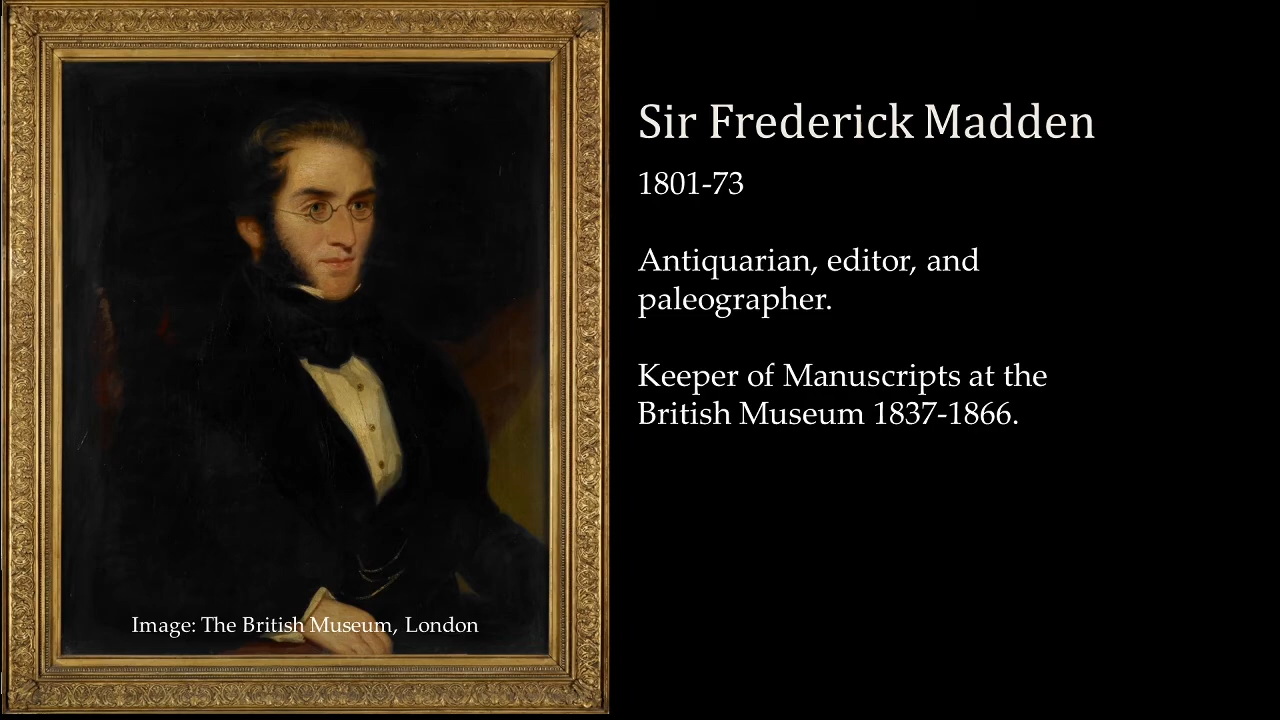 Sir Frederick Madden
1801-73
Antiquarian, editor, and
paleographer.
Keeper of Manuscripts at the
British Museum 1837-1866.
Image: The British Museum, London